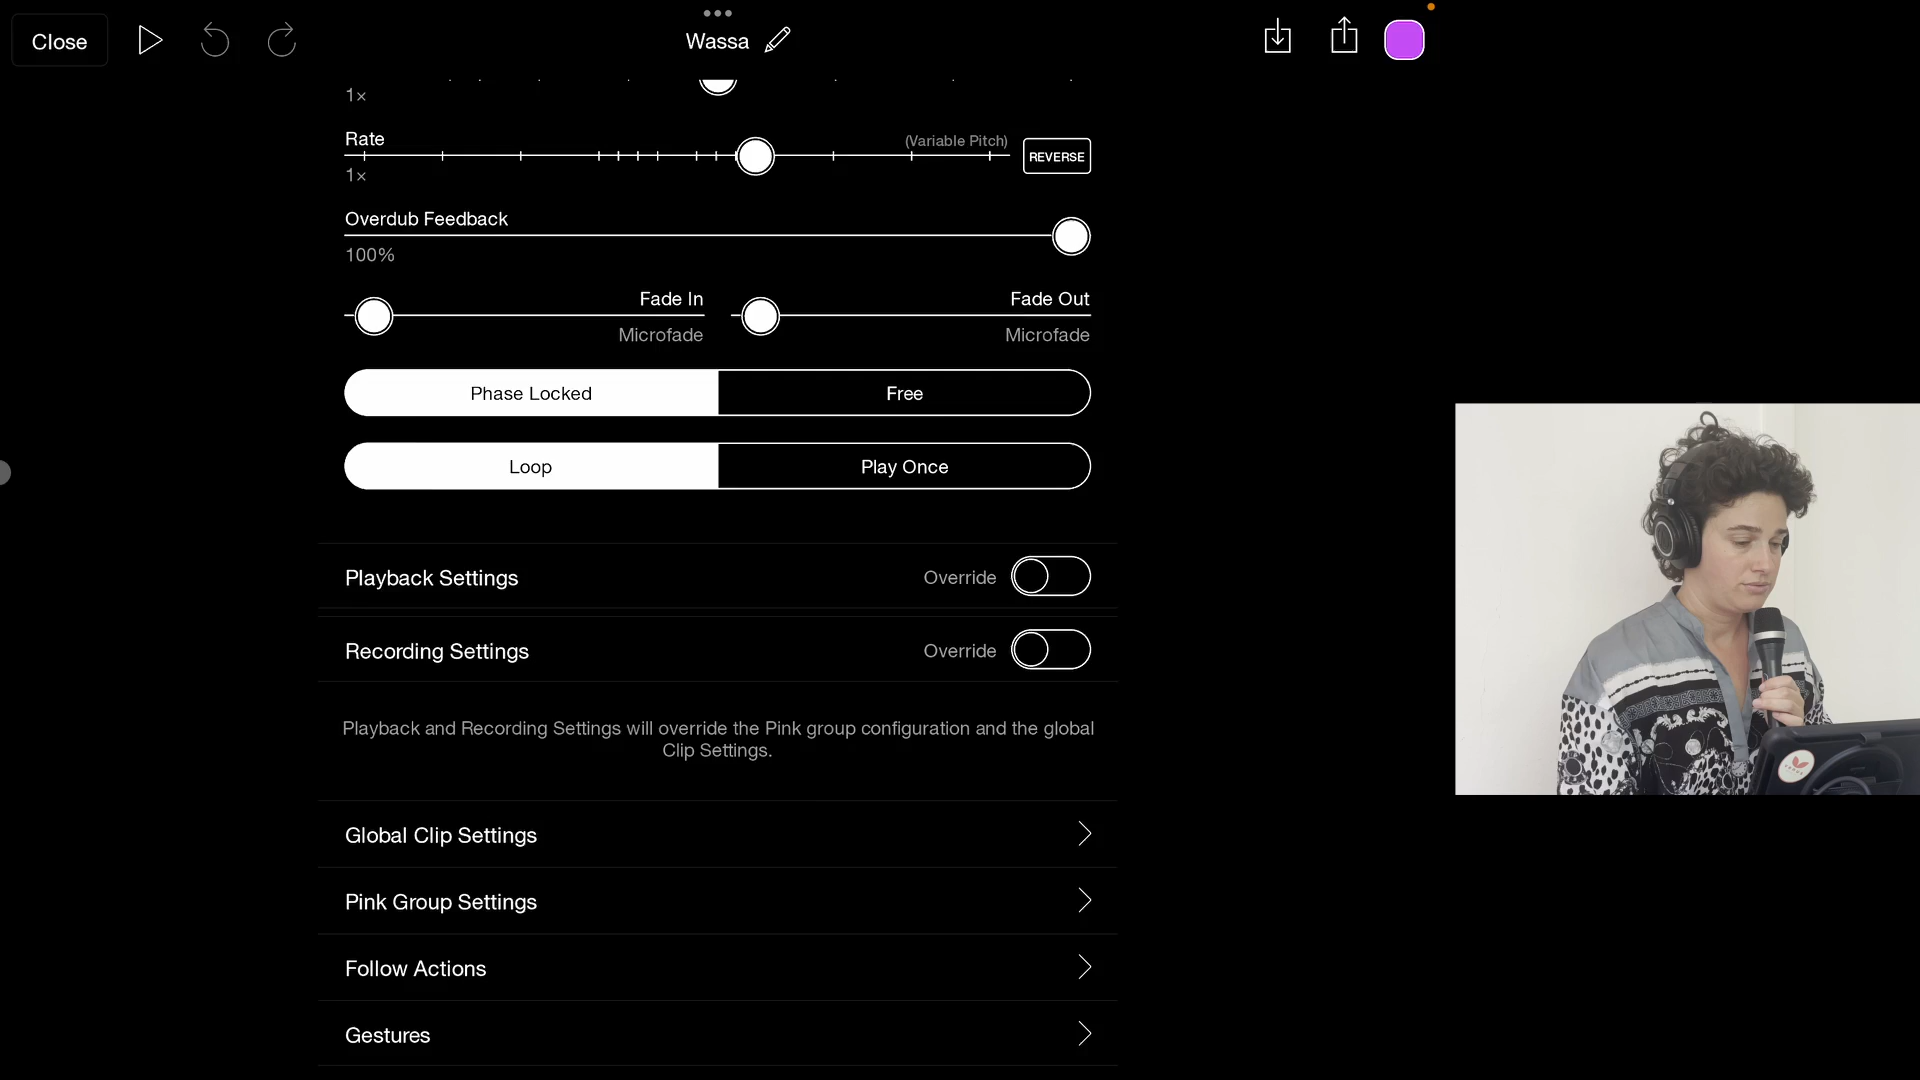 Close
Wassa
1×
Rate
(Variable Pitch)
REVERSE
1×
Overdub Feedback
100%
Fade In
Fade Out
Microfade
Microfade
Phase Locked
Free
Loop
Play Once
Playback Settings
Override
Recording Settings
Override
Playback and Recording Settings will override the Pink group configuration and the global
Clip Settings.
Global Clip Settings
Pink Group Settings
Follow Actions
Gestures